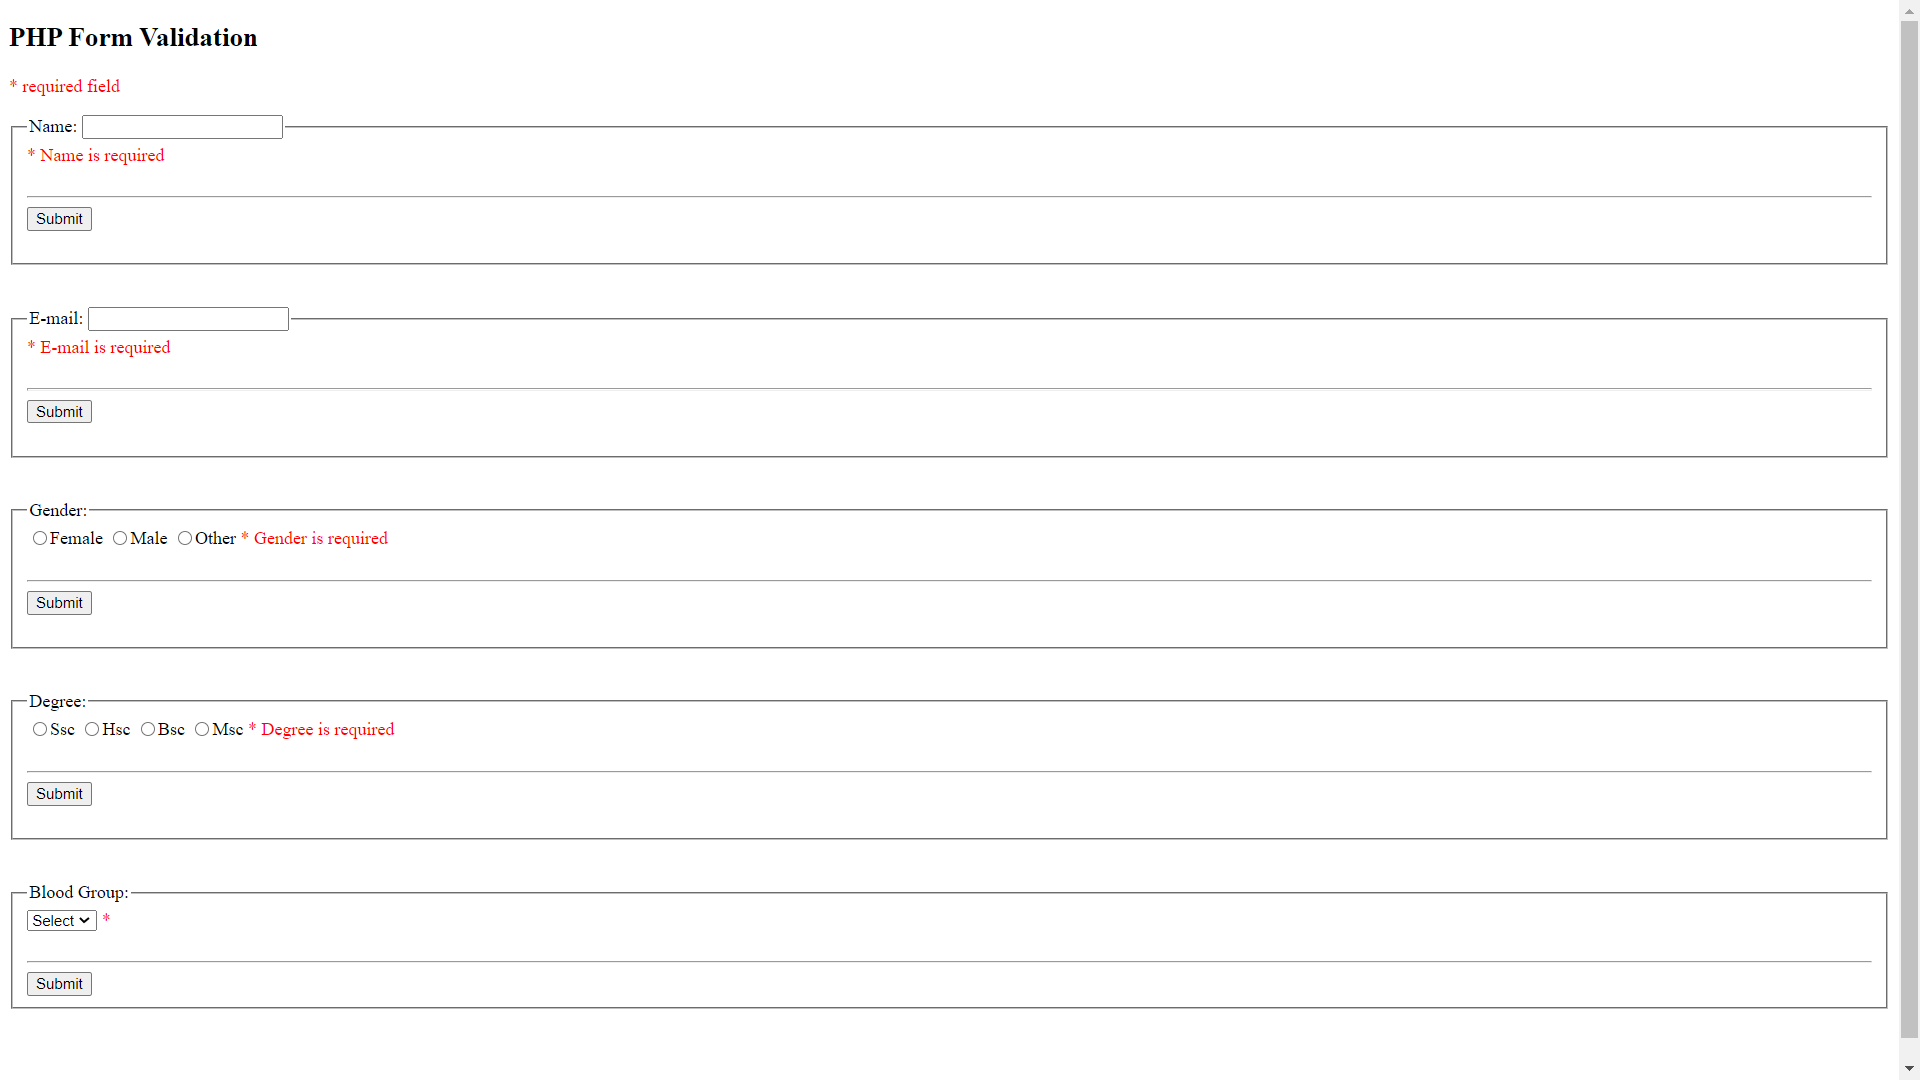 PHP Form Validation
* required field
Name:
* Name is required
Submit
E-mail:
* E-mail is required
Submit
Gender:
Female Male Other * Gender is required
Submit
Degree:
Ssc Hsc Bsc Msc * Degree is required
Submit
Blood Group:
Select *
Submit